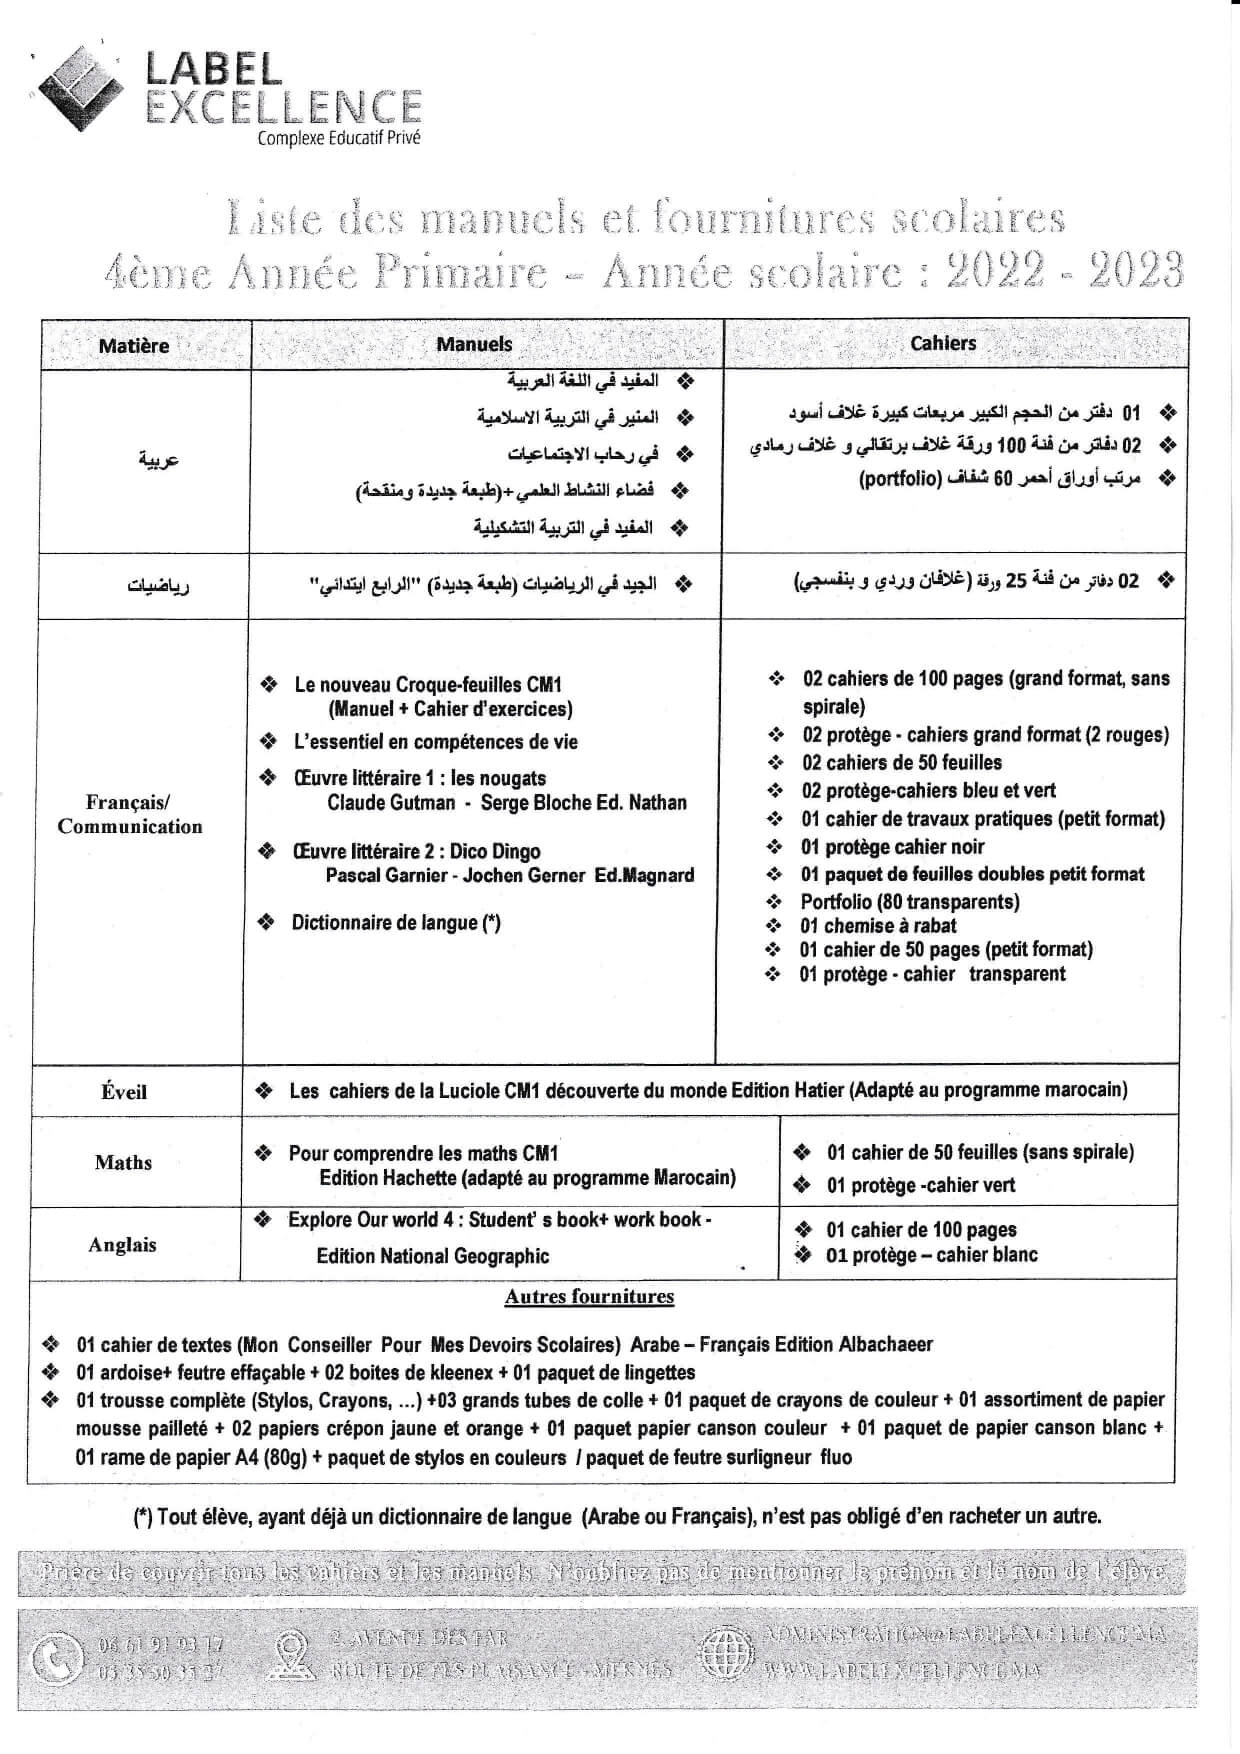 LABEL
EXCELLENCE
Complexe Educatif Privé
Liste des manuels et fournitures scolaires
4ème Année Primaire – Année scolaire : 2022 - 2023
Matière
Manuels
Cahiers
عربية
❖ المفيد في اللغة العربية
❖ المنير في التربية الاسلامية
❖ في رحاب الاجتماعيات
❖ فضاء النشاط العلمي+(طبعة جديدة ومنقحة)
❖ المفيد في التربية التشكيلية
❖ 01 دفتر من الحجم الكبير مربعات كبيرة غلاف أسود
❖ 02 دفاتر من فئة 100 ورقة غلاف برتقالي و غلاف رمادي
❖ مرتب أوراق أحمر 60 شفاف (portfolio)
رياضيات
❖ الجيد في الرياضيات (طبعة جديدة) "الرابع ابتدائي"
❖ 02 دفاتر من فئة 25 ورقة (غلافان وردي و بنفسجي)
Français/
Communication
❖ Le nouveau Croque-feuilles CM1
(Manuel + Cahier d'exercices)
❖ L'essentiel en compétences de vie
❖ Œuvre littéraire 1 : les nougats
Claude Gutman - Serge Bloche Ed. Nathan
❖ Œuvre littéraire 2 : Dico Dingo
Pascal Garnier - Jochen Gerner Ed.Magnard
❖ Dictionnaire de langue (*)
❖ 02 cahiers de 100 pages (grand format, sans
spirale)
❖ 02 protège - cahiers grand format (2 rouges)
❖ 02 cahiers de 50 feuilles
❖ 02 protège-cahiers bleu et vert
❖ 01 cahier de travaux pratiques (petit format)
❖ 01 protège cahier noir
❖ 01 paquet de feuilles doubles petit format
❖ Portfolio (80 transparents)
❖ 01 chemise à rabat
❖ 01 cahier de 50 pages (petit format)
❖ 01 protège - cahier transparent
Éveil
❖ Les cahiers de la Luciole CM1 découverte du monde Edition Hatier (Adapté au programme marocain)
Maths
❖ Pour comprendre les maths CM1
Edition Hachette (adapté au programme Marocain)
❖ 01 cahier de 50 feuilles (sans spirale)
❖ 01 protège -cahier vert
Anglais
❖ Explore Our world 4 : Student' s book+ work book -
Edition National Geographic
❖ 01 cahier de 100 pages
❖ 01 protège – cahier blanc
Autres fournitures
❖ 01 cahier de textes (Mon Conseiller Pour Mes Devoirs Scolaires) Arabe – Français Edition Albachaeer
❖ 01 ardoise+ feutre effaçable + 02 boites de kleenex + 01 paquet de lingettes
❖ 01 trousse complète (Stylos, Crayons, ...) +03 grands tubes de colle + 01 paquet de crayons de couleur + 01 assortiment de papier
mousse pailleté + 02 papiers crépon jaune et orange + 01 paquet papier canson couleur + 01 paquet de papier canson blanc +
01 rame de papier A4 (80g) + paquet de stylos en couleurs / paquet de feutre surligneur fluo
(*) Tout élève, ayant déjà un dictionnaire de langue (Arabe ou Français), n'est pas obligé d'en racheter un autre.
Prière de couvrir tous les cahiers et les manuels. N'oubliez pas de mentionner le prénom et le nom de l'élève
2, AVENUE DES FAR
ROUTE DE FES PLAISANCE - MEKNES
ADMINISTRATION@LABELEXCELLENCE.MA
WWW.LABELEXCELLENCE.MA